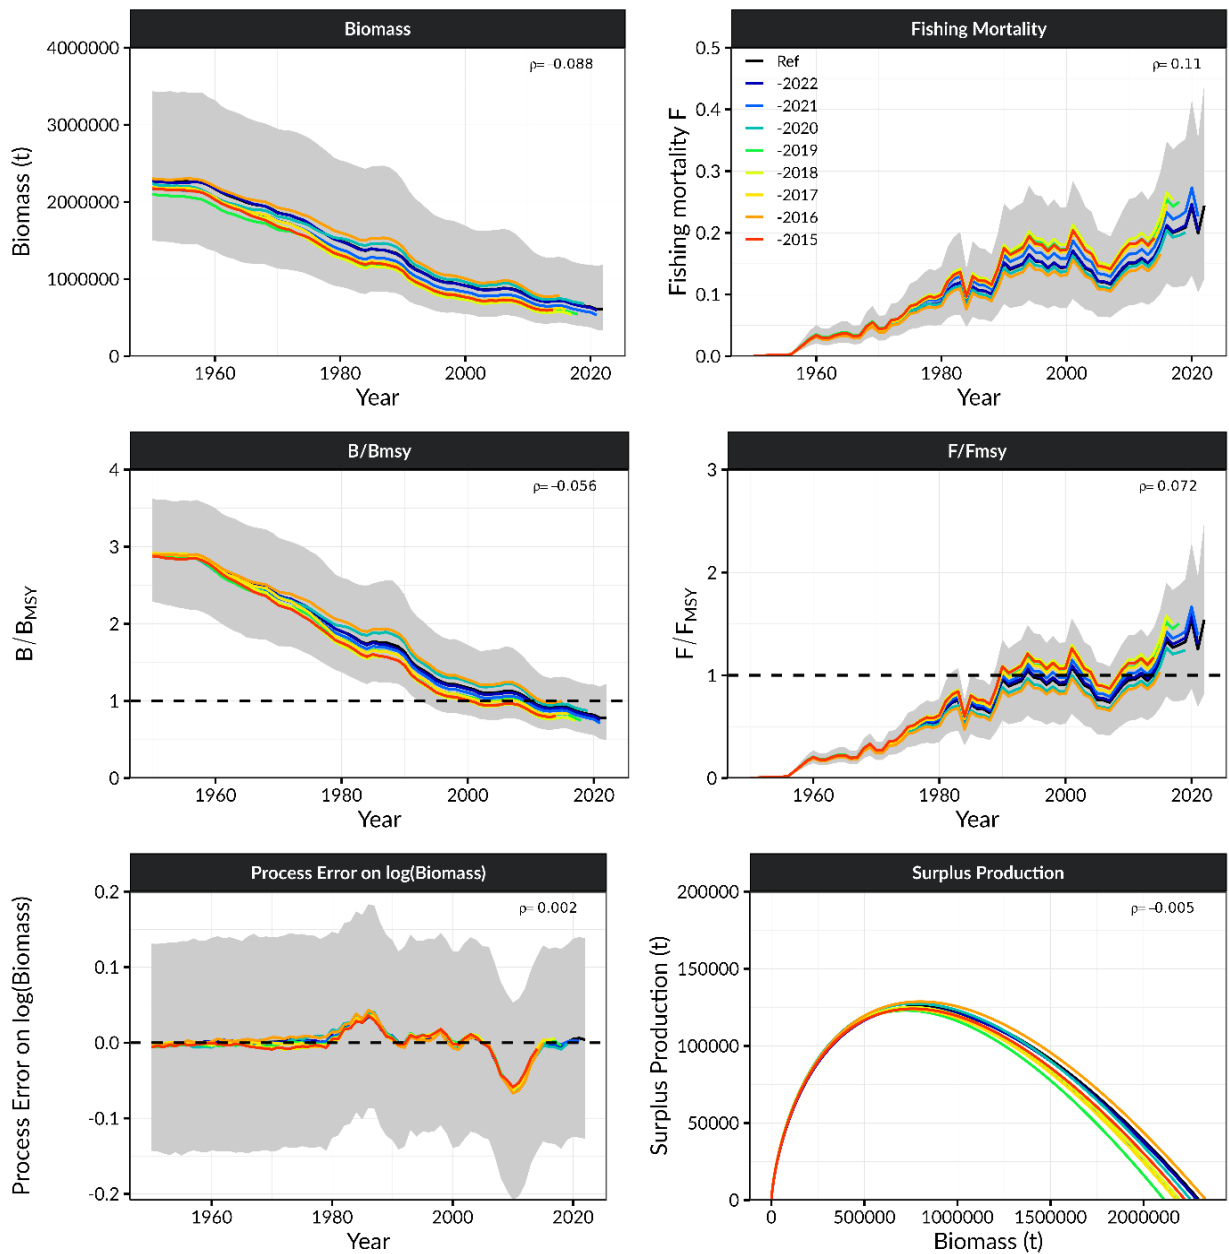 Biomass
Biomass (t)
4000000
3000000
2000000
1000000
0
ρ= -0.088
1960
1980
2000
2020
Year
Fishing Mortality
Fishing mortality F
0.5
0.4
0.3
0.2
0.1
0.0
Ref
-2022
-2021
-2020
-2019
-2018
-2017
-2016
-2015
ρ= 0.11
1960
1980
2000
2020
Year
B/Bmsy
B/BMSY
4
3
2
1
0
ρ= -0.056
1960
1980
2000
2020
Year
F/Fmsy
F/FMSY
3
2
1
0
ρ= 0.072
1960
1980
2000
2020
Year
Process Error on log(Biomass)
Process Error on log(Biomass)
0.2
0.1
0.0
-0.1
-0.2
ρ= 0.002
1960
1980
2000
2020
Year
Surplus Production
Surplus Production (t)
200000
150000
100000
50000
0
ρ= -0.005
0
500000
1000000
1500000
2000000
Biomass (t)